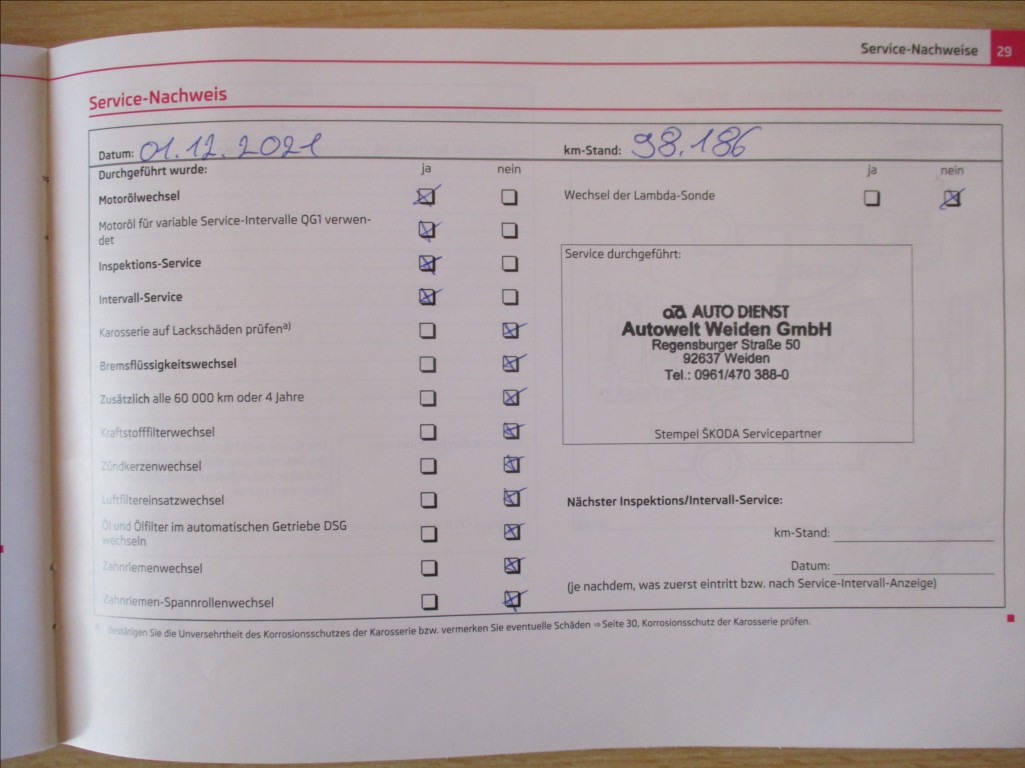 Service-Nachweise 29
Service-Nachweis
Datum: 01.12.2021 km-Stand: 98.186
Durchgeführt wurde: ja nein ja nein
Motorölwechsel Wechsel der Lambda-Sonde
Motoröl für variable Service-Intervalle QG1 verwen-
det
Inspektions-Service
Intervall-Service
Karosserie auf Lackschäden prüfena)
Bremsflüssigkeitswechsel
Zusätzlich alle 60 000 km oder 4 Jahre
Kraftstofffilterwechsel
Zündkerzenwechsel
Luftfiltereinsatzwechsel
Öl und Ölfilter im automatischen Getriebe DSG
wechseln
Zahnriemenwechsel
Zahnriemen-Spannrollenwechsel
Service durchgeführt:
ad AUTO DIENST
Autowelt Weiden GmbH
Regensburger Straße 50
92637 Weiden
Tel.: 0961/470 388-0
Stempel ŠKODA Servicepartner
Nächster Inspektions/Intervall-Service:
km-Stand:
Datum:
(je nachdem, was zuerst eintritt bzw. nach Service-Intervall-Anzeige)
a) Bestätigen Sie die Unversehrtheit des Korrosionsschutzes der Karosserie bzw. vermerken Sie eventuelle Schäden ⇒ Seite 30, Korrosionsschutz der Karosserie prüfen.